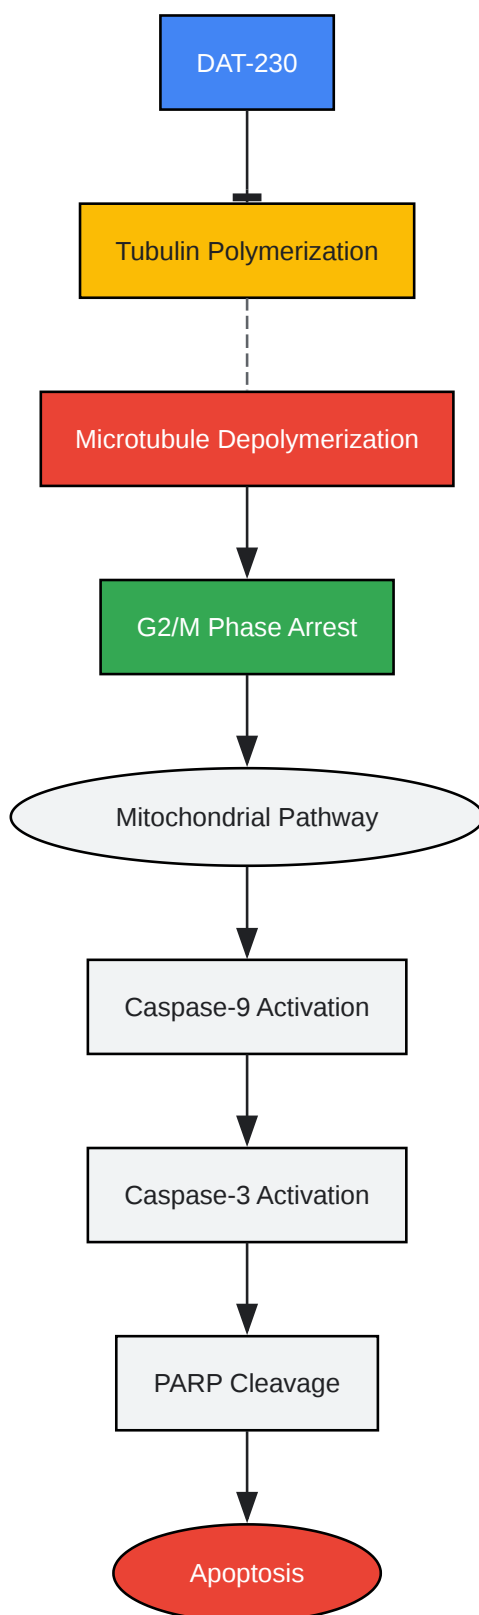 DAT-230
Tubulin Polymerization
Microtubule Depolymerization
G2/M Phase Arrest
Mitochondrial Pathway
Caspase-9 Activation
Caspase-3 Activation
PARP Cleavage
Apoptosis